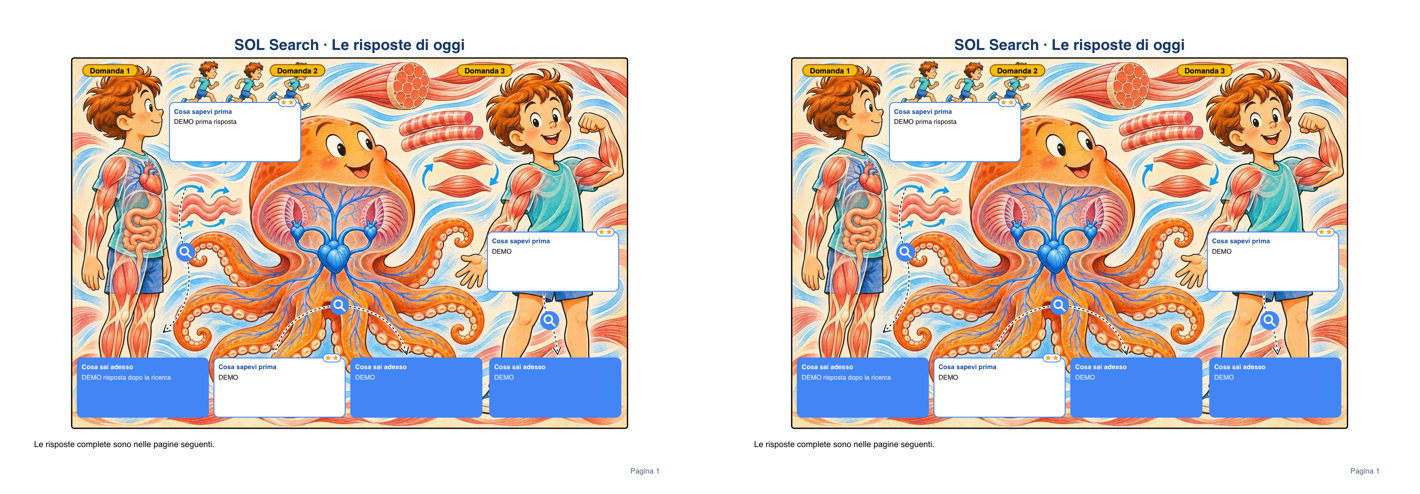 SOL Search · Le risposte di oggi
Domanda 1
Domanda 2
Domanda 3
Cosa sapevi prima
DEMO prima risposta
Cosa sapevi prima
DEMO
Cosa sai adesso
DEMO risposta dopo la ricerca
Cosa sapevi prima
DEMO
Cosa sai adesso
DEMO
Cosa sai adesso
DEMO
Le risposte complete sono nelle pagine seguenti.
Pagina 1
SOL Search · Le risposte di oggi
Domanda 1
Domanda 2
Domanda 3
Cosa sapevi prima
DEMO prima risposta
Cosa sapevi prima
DEMO
Cosa sai adesso
DEMO risposta dopo la ricerca
Cosa sapevi prima
DEMO
Cosa sai adesso
DEMO
Cosa sai adesso
DEMO
Le risposte complete sono nelle pagine seguenti.
Pagina 1